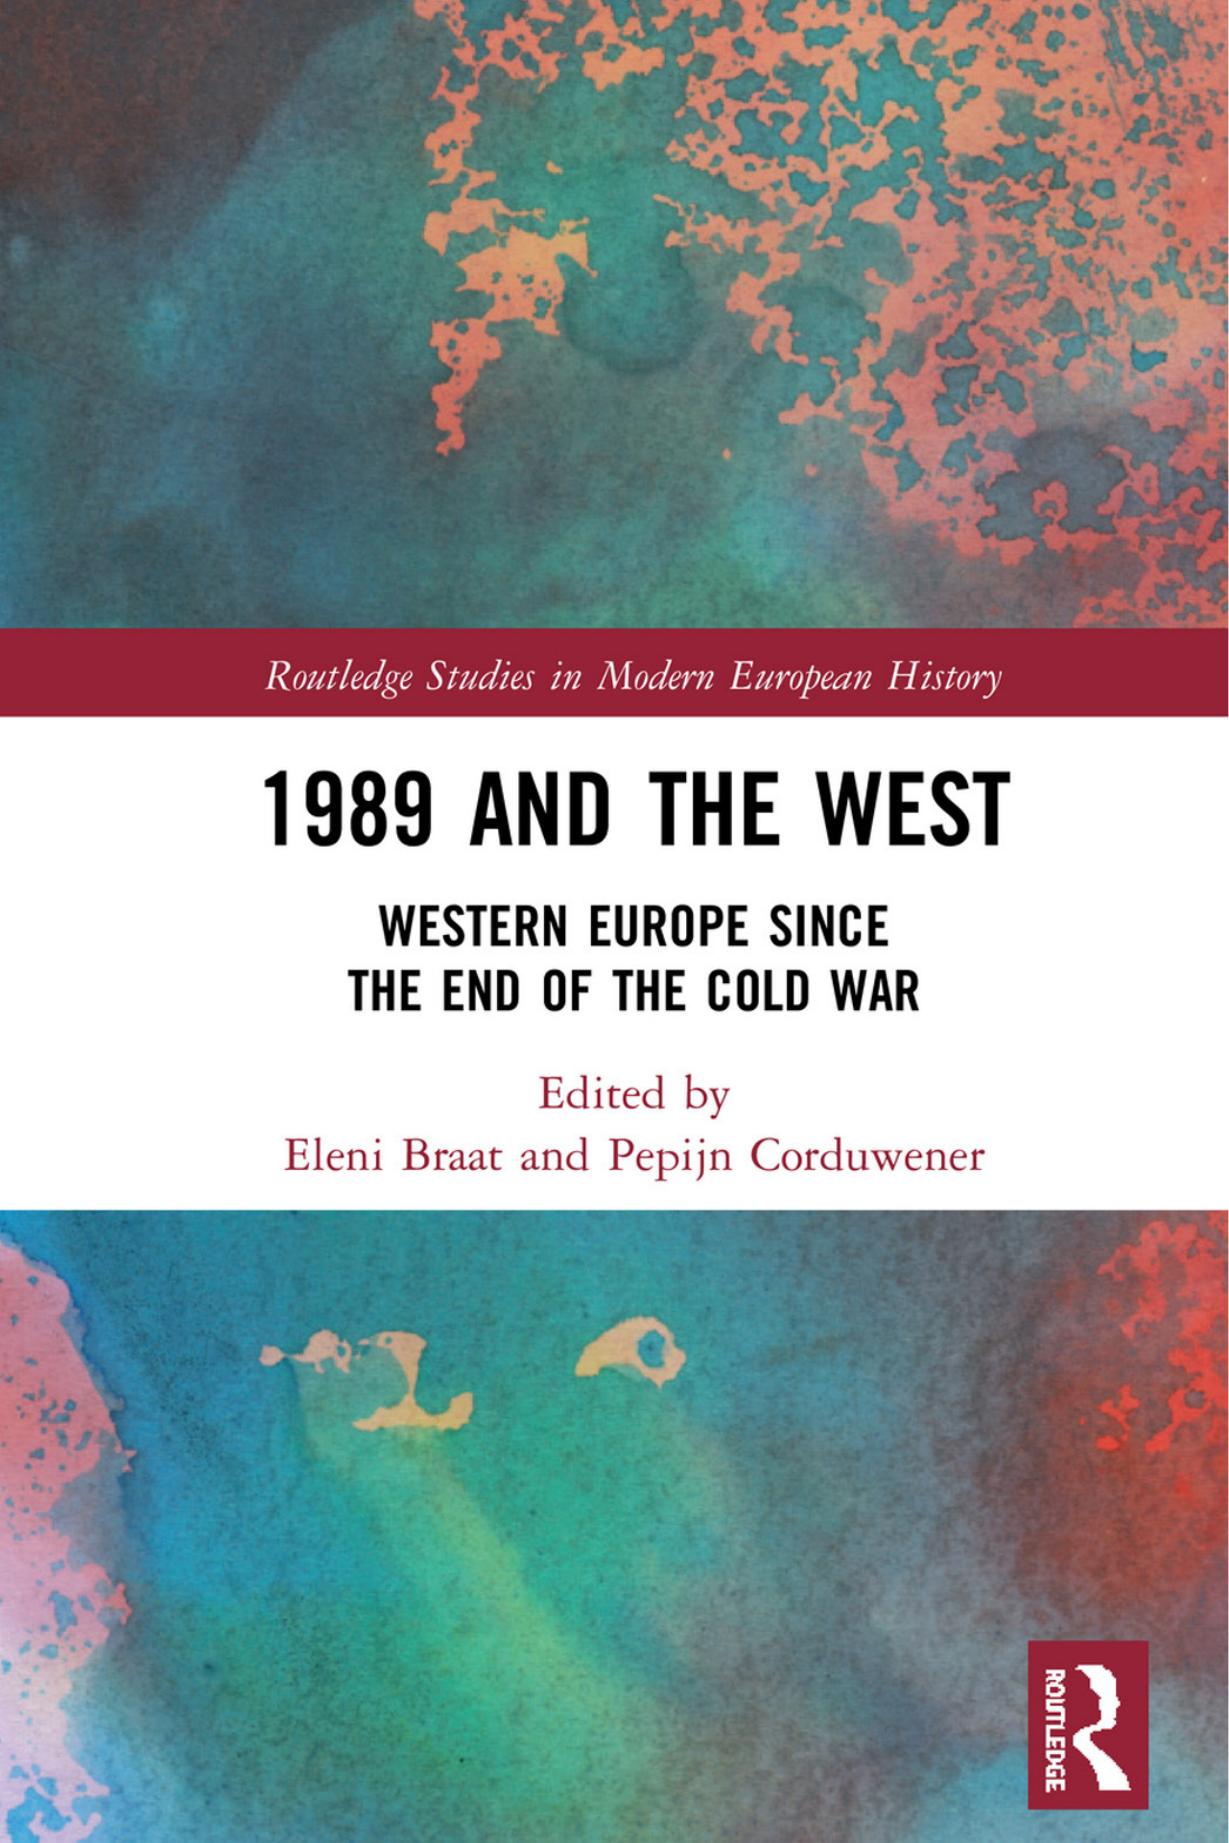 Routledge Studies in Modern European History
1989 AND THE WEST
WESTERN EUROPE SINCE
THE END OF THE COLD WAR
Edited by
Eleni Braat and Pepijn Corduwener
ROUTLEDGE